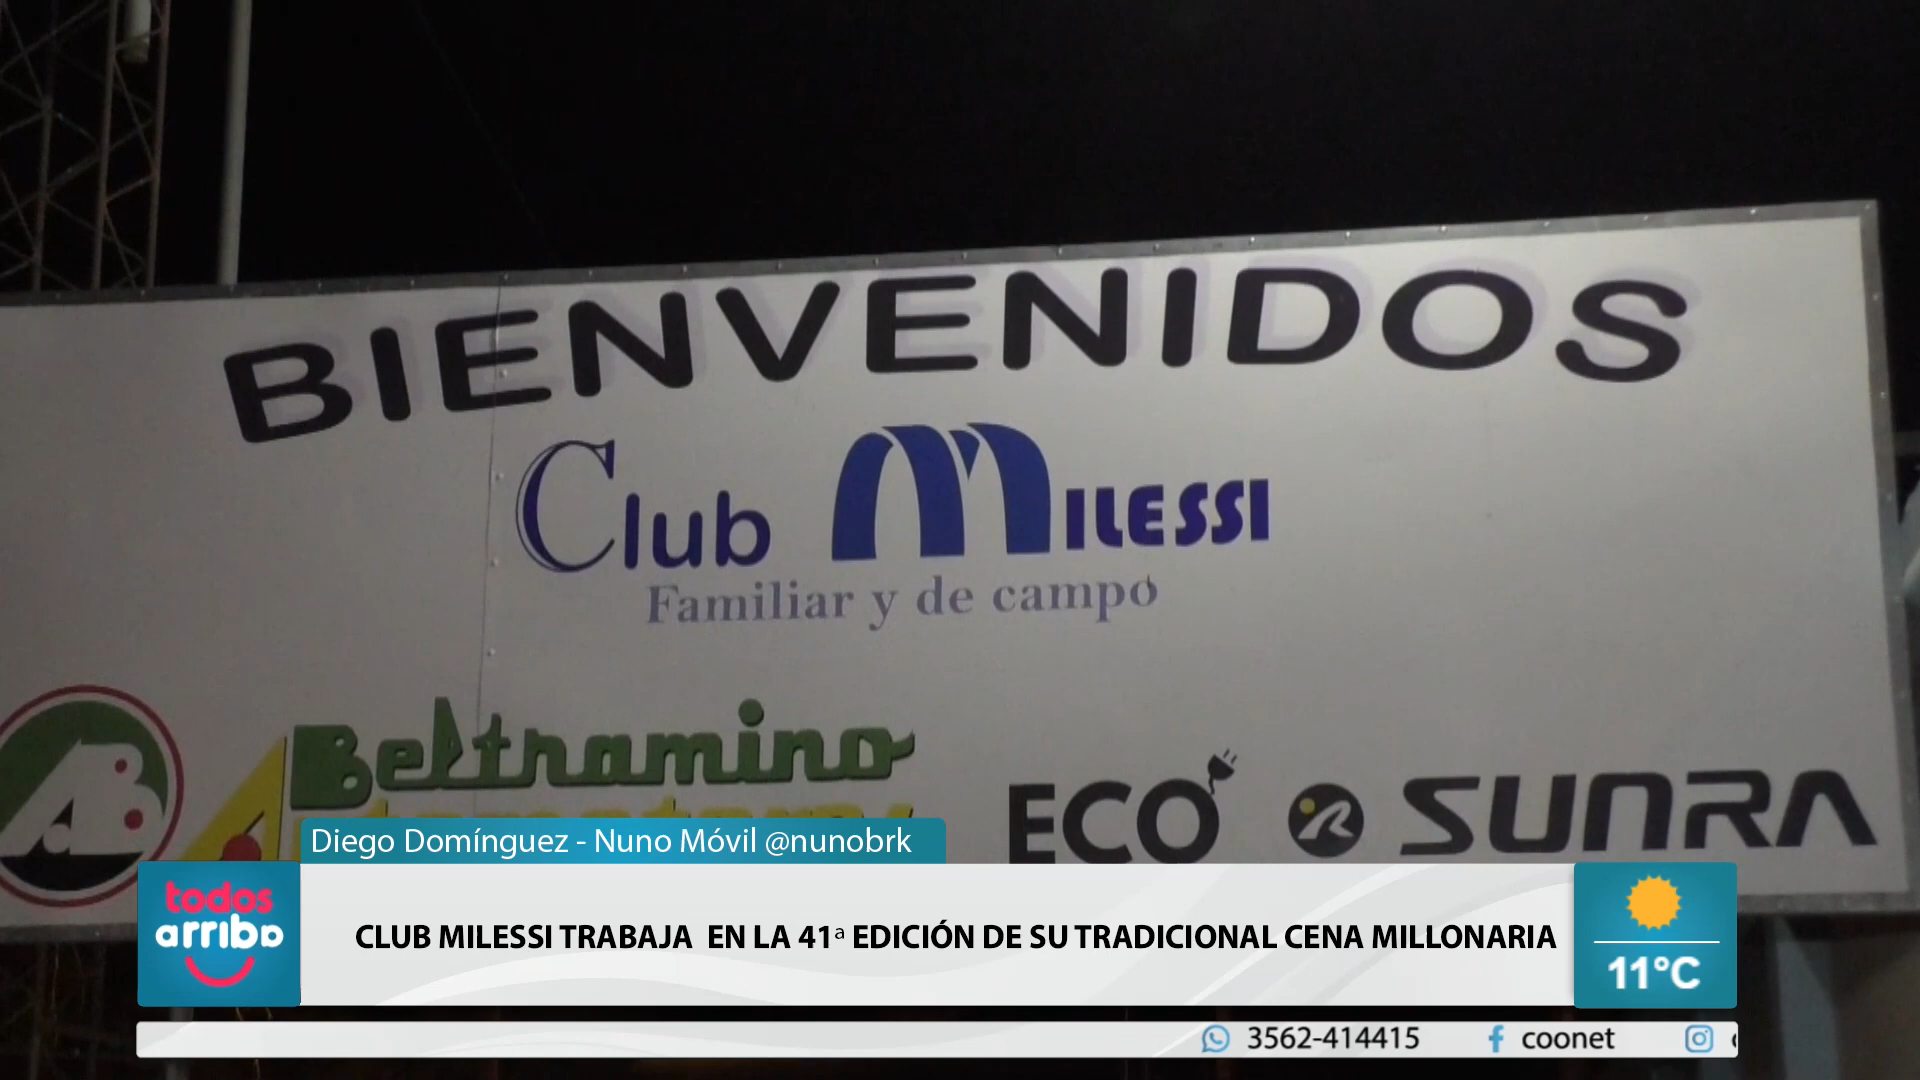 BIENVENIDOS
Club MILESSI
Familiar y de campo
AB
Beltramino
ECO SUNRA
Diego Domínguez - Nuno Móvil @nunobrk
todos
arriba
CLUB MILESSI TRABAJA EN LA 41ª EDICIÓN DE SU TRADICIONAL CENA MILLONARIA
11°C
3562-414415 coonet